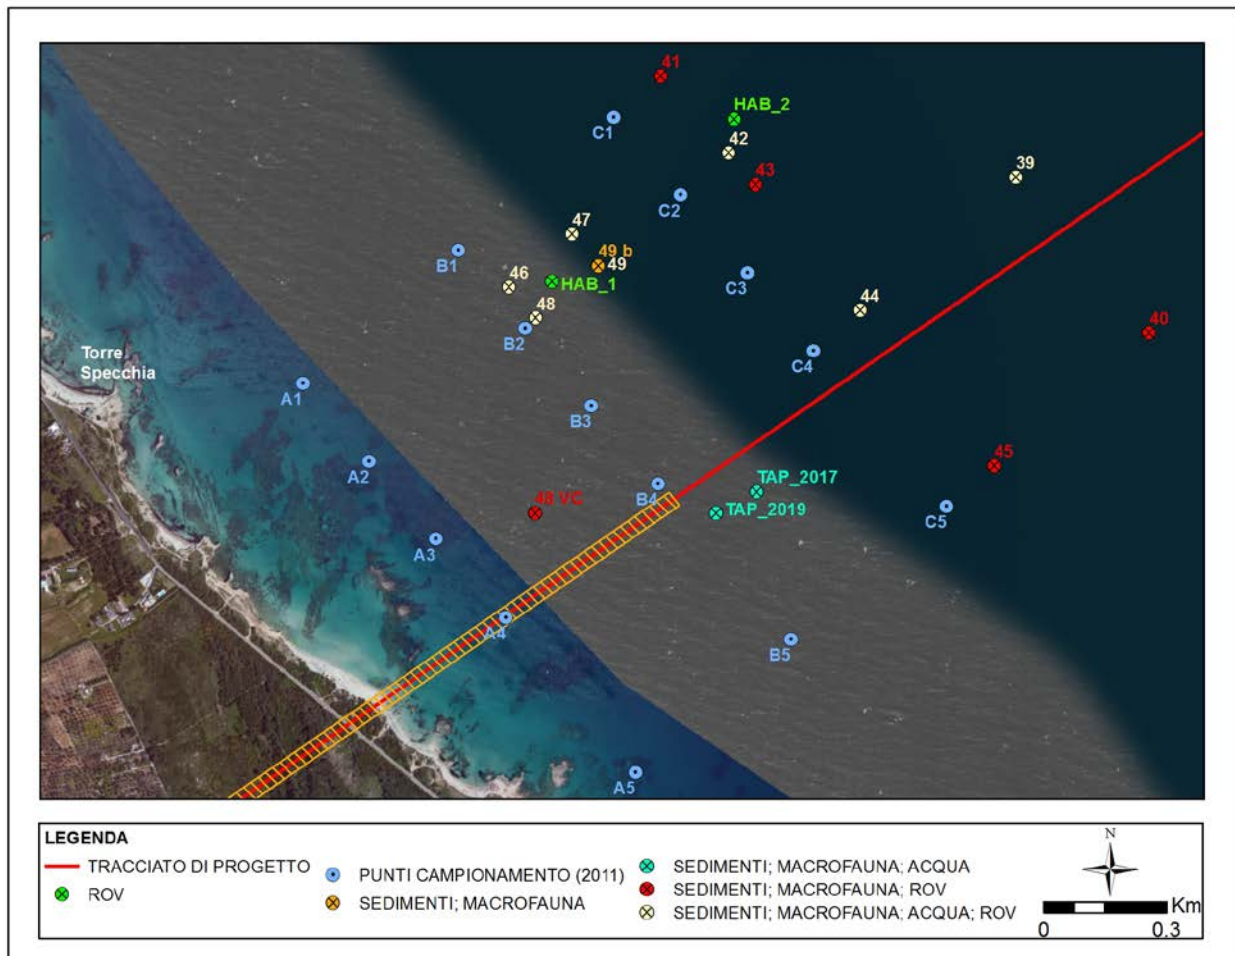 41
HAB_2
C1
42
39
43
C2
47
49 b
B1
49
C3
46
HAB_1
44
48
40
B2
Torre
Specchia
C4
A1
B3
45
A2
TAP_2017
B4
48 VC
TAP_2019
C5
A3
A4
B5
A5
LEGENDA
TRACCIATO DI PROGETTO
ROV
PUNTI CAMPIONAMENTO (2011)
SEDIMENTI; MACROFAUNA
SEDIMENTI; MACROFAUNA; ACQUA
SEDIMENTI; MACROFAUNA; ROV
SEDIMENTI; MACROFAUNA; ACQUA; ROV
N
Km
0 0.3